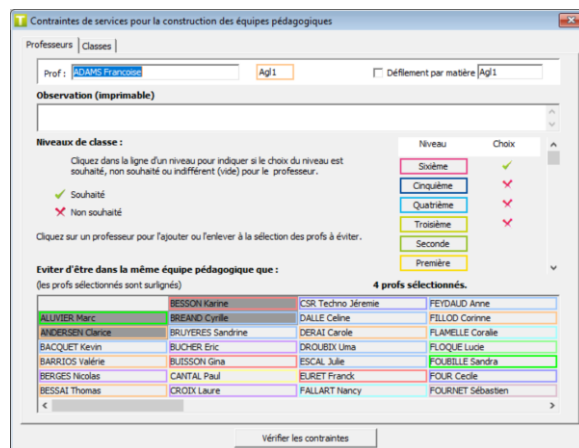 Contraintes de services pour la construction des équipes pédagogiques
Professeurs Classes
Prof : ADAMS Francoise Agl1 Défilement par matière Agl1
Observation (imprimable)
Niveaux de classe :
Niveau Choix
Cliquez dans la ligne d'un niveau pour indiquer si le choix du niveau est
souhaité, non souhaité ou indifférent (vide) pour le professeur.
Sixième
Cinquième
Souhaité
Quatrième
Non souhaité
Troisième
Cliquez sur un professeur pour l'ajouter ou l'enlever à la sélection des profs à éviter.
Seconde
Première
Eviter d'être dans la même équipe pédagogique que :
(les profs sélectionnés sont surlignés) 4 profs sélectionnés.
BESSON Karine CSR Techno Jéremie FEYDAUD Anne
ALUVIER Marc BREAND Cyrille DALLE Celine FILLOD Corinne
ANDERSEN Clarice BRUYERES Sandrine DERAI Carole FLAMELLE Coralie
BACQUET Kevin BUCHER Eric DROUBIX Uma FLOQUE Lucie
BARRIOS Valérie BUISSON Gina ESCAL Julie FOUBILLE Sandra
BERGES Nicolas CANTAL Paul EURET Franck FOUR Cecile
BESSAI Thomas CROIX Laure FALLART Nancy FOURNET Sébastien
Vérifier les contraintes